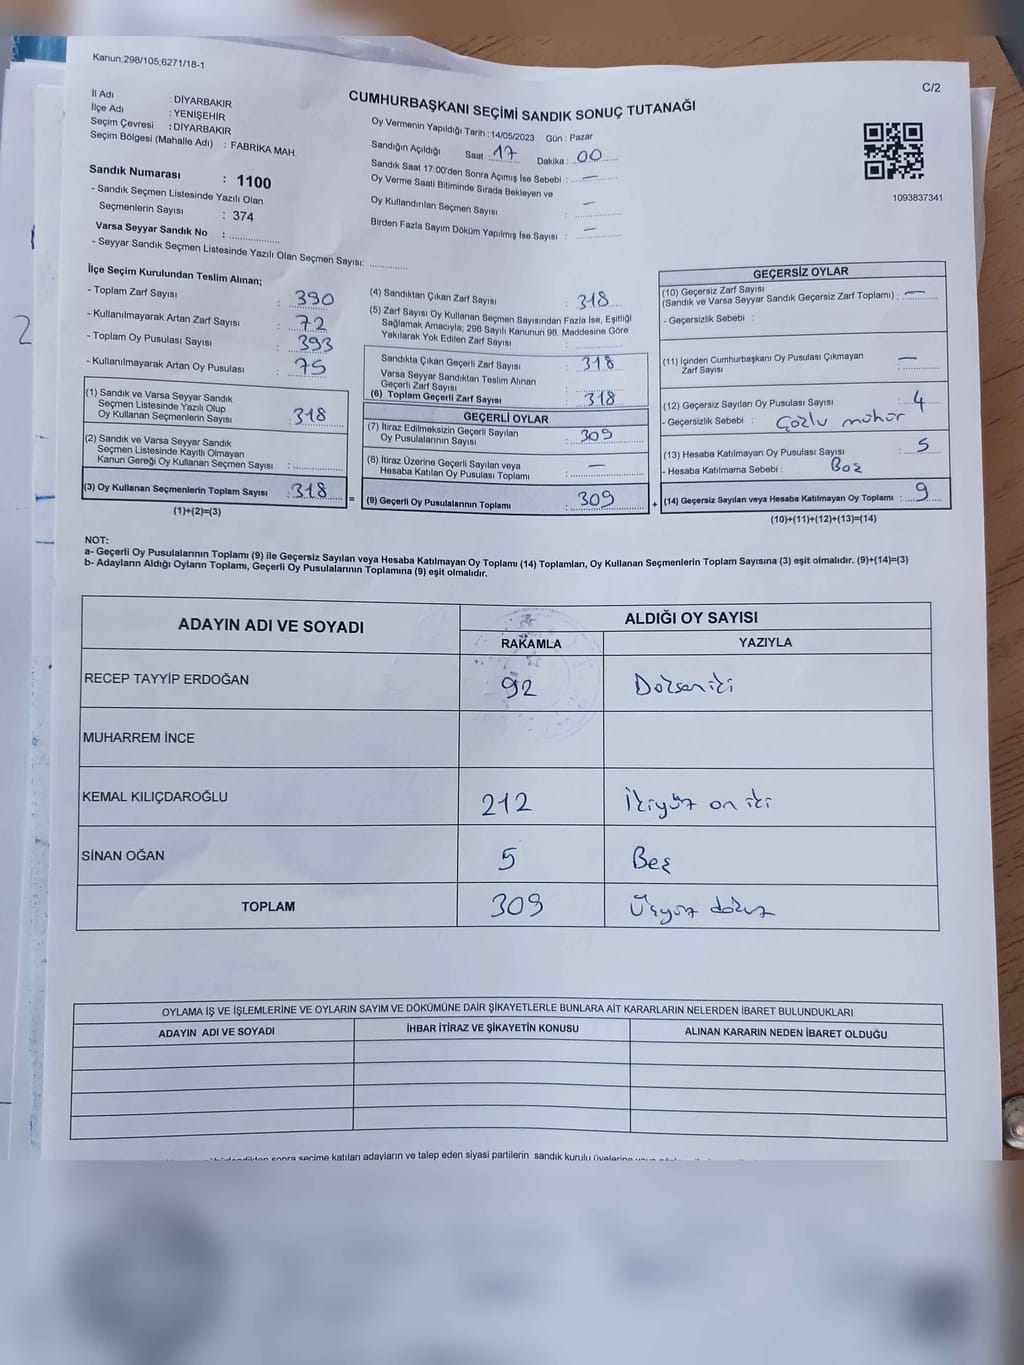 Kanun;298/105;6271/18-1
C/2
CUMHURBAŞKANI SEÇİMİ SANDIK SONUÇ TUTANAĞI
İl Adı : DİYARBAKIR
İlçe Adı : YENİŞEHİR
Seçim Çevresi : DİYARBAKIR
Seçim Bölgesi (Mahalle Adı) : FABRİKA MAH.
Sandık Numarası : 1100
- Sandık Seçmen Listesinde Yazılı Olan
Seçmenlerin Sayısı : 374
Varsa Seyyar Sandık No :
- Seyyar Sandık Seçmen Listesinde Yazılı Olan Seçmen Sayısı:
Oy Vermenin Yapıldığı Tarih : 14/05/2023 Gün : Pazar
Sandığın Açıldığı Saat : 17 Dakika : 00
Sandık Saat 17:00'den Sonra Açımış İse Sebebi : —
Oy Verme Saati Bitiminde Sırada Bekleyen ve
Oy Kullandırılan Seçmen Sayısı : —
Birden Fazla Sayım Döküm Yapılmış İse Sayısı : —
1093837341
2
İlçe Seçim Kurulundan Teslim Alınan;
- Toplam Zarf Sayısı : 390
- Kullanılmayarak Artan Zarf Sayısı : 72
- Toplam Oy Pusulası Sayısı : 393
- Kullanılmayarak Artan Oy Pusulası : 75
(1) Sandık ve Varsa Seyyar Sandık
Seçmen Listesinde Yazılı Olup
Oy Kullanan Seçmenlerin Sayısı : 318
(2) Sandık ve Varsa Seyyar Sandık
Seçmen Listesinde Kayıtlı Olmayan
Kanun Gereği Oy Kullanan Seçmen Sayısı :
(3) Oy Kullanan Seçmenlerin Toplam Sayısı : 318
(1)+(2)=(3)
=
(4) Sandıktan Çıkan Zarf Sayısı : 318
(5) Zarf Sayısı Oy Kullanan Seçmen Sayısından Fazla İse, Eşitliği
Sağlamak Amacıyla; 298 Sayılı Kanunun 98. Maddesine Göre
Yakılarak Yok Edilen Zarf Sayısı :
Sandıkta Çıkan Geçerli Zarf Sayısı : 318
Varsa Seyyar Sandıktan Teslim Alınan
Geçerli Zarf Sayısı :
(6) Toplam Geçerli Zarf Sayısı : 318
GEÇERLİ OYLAR
(7) İtiraz Edilmeksizin Geçerli Sayılan
Oy Pusulalarının Sayısı : 309
(8) İtiraz Üzerine Geçerli Sayılan veya
Hesaba Katılan Oy Pusulası Toplamı : —
(9) Geçerli Oy Pusulalarının Toplamı : 309
+
GEÇERSİZ OYLAR
(10) Geçersiz Zarf Sayısı
(Sandık ve Varsa Seyyar Sandık Geçersiz Zarf Toplamı) : —
- Geçersizlik Sebebi :
(11) İçinden Cumhurbaşkanı Oy Pusulası Çıkmayan
Zarf Sayısı : —
(12) Geçersiz Sayılan Oy Pusulası Sayısı : 4
- Geçersizlik Sebebi : Gözlu mühür
(13) Hesaba Katılmayan Oy Pusulası Sayısı : 5
- Hesaba Katılmama Sebebi : Boş
(14) Geçersiz Sayılan veya Hesaba Katılmayan Oy Toplamı : 9
(10)+(11)+(12)+(13)=(14)
NOT:
a- Geçerli Oy Pusulalarının Toplamı (9) ile Geçersiz Sayılan veya Hesaba Katılmayan Oy Toplamı (14) Toplamları, Oy Kullanan Seçmenlerin Toplam Sayısına (3) eşit olmalıdır. (9)+(14)=(3)
b- Adayların Aldığı Oyların Toplamı, Geçerli Oy Pusulalarının Toplamına (9) eşit olmalıdır.
ADAYIN ADI VE SOYADI ALDIĞI OY SAYISI
RAKAMLA YAZIYLA
RECEP TAYYİP ERDOĞAN 92 Doksaniki
MUHARREM İNCE
KEMAL KILIÇDAROĞLU 212 İkiyüz on iki
SİNAN OĞAN 5 Beş
TOPLAM 309 Üçyüz dokuz
OYLAMA İŞ VE İŞLEMLERİNE VE OYLARIN SAYIM VE DÖKÜMÜNE DAİR ŞİKAYETLERLE BUNLARA AİT KARARLARIN NELERDEN İBARET BULUNDUKLARI
ADAYIN ADI VE SOYADI İHBAR İTİRAZ VE ŞİKAYETİN KONUSU ALINAN KARARIN NEDEN İBARET OLDUĞU
sonra seçime katılan adayların ve talep eden siyasi partilerin sandık kurulu üyelerine